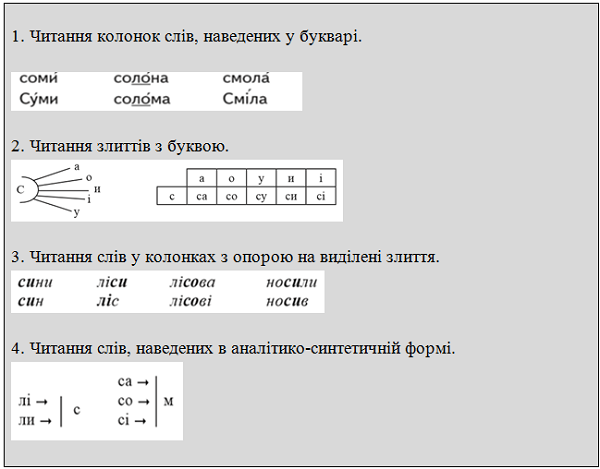 1. Читання колонок слів, наведених у букварі.
соми́ соло́на смола́
Су́ми соло́ма Смі́ла
2. Читання злиттів з буквою.
С а о и і у
а о у и і
с са со су си сі
3. Читання слів у колонках з опорою на виділені злиття.
сини ліси лісова носили
син ліс лісові носив
4. Читання слів, наведених в аналітико-синтетичній формі.
са →
лі → с со → м
ли → сі →